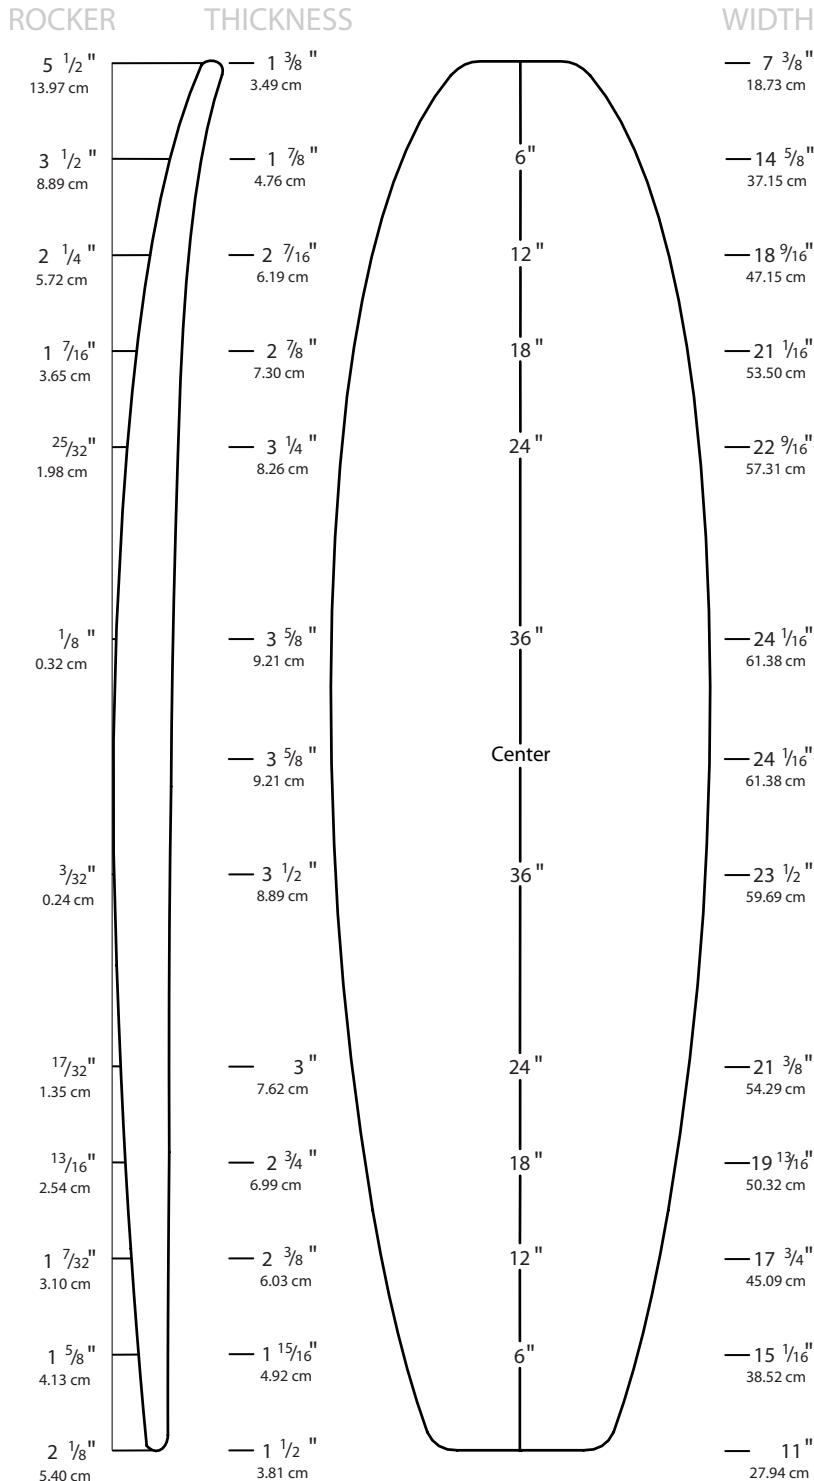 ROCKER THICKNESS WIDTH
5 1/2" 1 3/8" 7 3/8"
13.97 cm 3.49 cm 18.73 cm
3 1/2" 1 7/8" 6" 14 5/8"
8.89 cm 4.76 cm 37.15 cm
2 1/4" 2 7/16" 12" 18 9/16"
5.72 cm 6.19 cm 47.15 cm
1 7/16" 2 7/8" 18" 21 1/16"
3.65 cm 7.30 cm 53.50 cm
25/32" 3 1/4" 24" 22 9/16"
1.98 cm 8.26 cm 57.31 cm
1/8" 3 5/8" 36" 24 1/16"
0.32 cm 9.21 cm 61.38 cm
3 5/8" Center 24 1/16"
9.21 cm 61.38 cm
3/32" 3 1/2" 36" 23 1/2"
0.24 cm 8.89 cm 59.69 cm
17/32" 3" 24" 21 3/8"
1.35 cm 7.62 cm 54.29 cm
13/16" 2 3/4" 18" 19 13/16"
2.54 cm 6.99 cm 50.32 cm
1 7/32" 2 3/8" 12" 17 3/4"
3.10 cm 6.03 cm 45.09 cm
1 5/8" 1 15/16" 6" 15 1/16"
4.13 cm 4.92 cm 38.52 cm
2 1/8" 1 1/2" 11"
5.40 cm 3.81 cm 27.94 cm